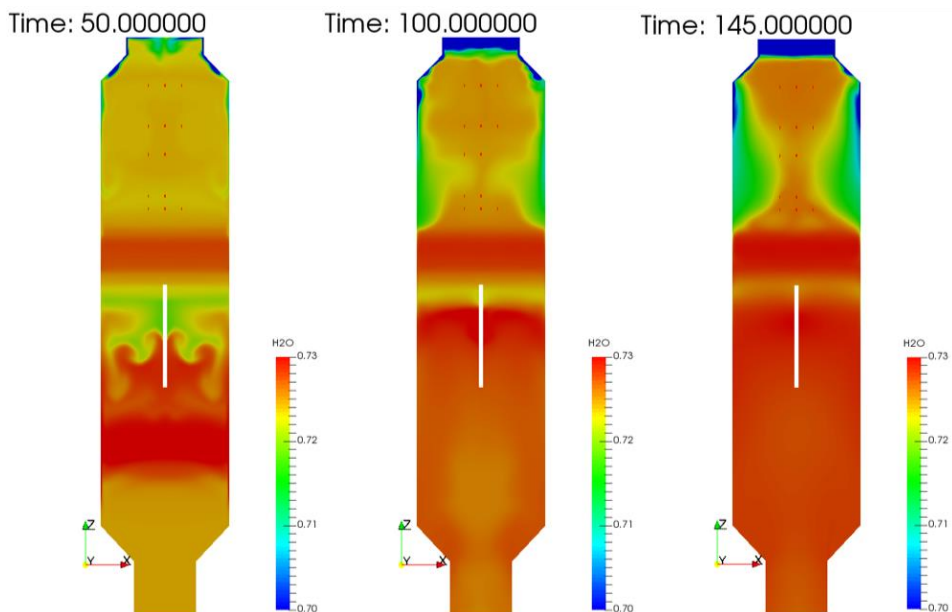 Time: 50.000000
Time: 100.000000
Time: 145.000000
H2O
0.73
0.72
0.71
0.70
Z
Y
X
H2O
0.73
0.72
0.71
0.70
Z
Y
X
H2O
0.73
0.72
0.71
0.70
Z
Y
X